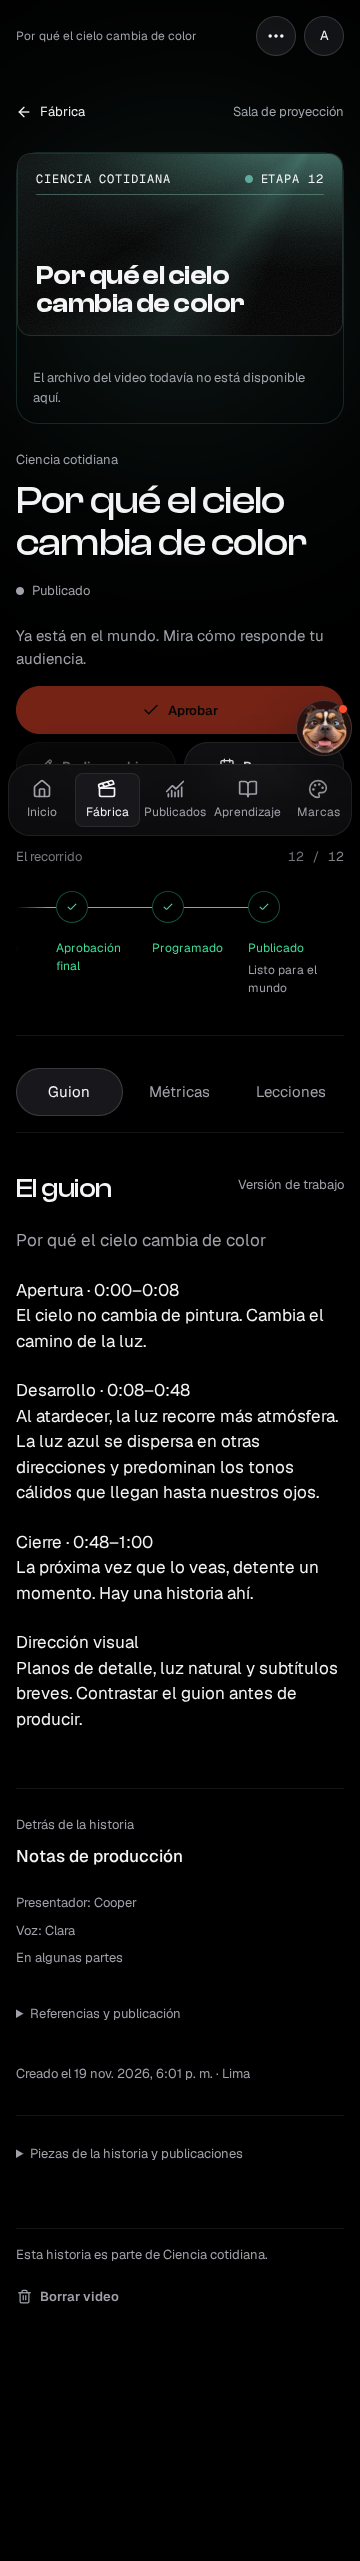 Por qué el cielo cambia de color
A
Fábrica
Sala de proyección
CIENCIA COTIDIANA
ETAPA 12
Por qué el cielo
cambia de color
El archivo del video todavía no está disponible
aquí.
Ciencia cotidiana
Por qué el cielo
cambia de color
Publicado
Ya está en el mundo. Mira cómo responde tu
audiencia.
Aprobar
Inicio
Fábrica
Publicados
Aprendizaje
Marcas
El recorrido
12 / 12
Aprobación
final
Programado
Publicado
Listo para el
mundo
Guion
Métricas
Lecciones
El guion
Versión de trabajo
Por qué el cielo cambia de color
Apertura · 0:00–0:08
El cielo no cambia de pintura. Cambia el
camino de la luz.
Desarrollo · 0:08–0:48
Al atardecer, la luz recorre más atmósfera.
La luz azul se dispersa en otras
direcciones y predominan los tonos
cálidos que llegan hasta nuestros ojos.
Cierre · 0:48–1:00
La próxima vez que lo veas, detente un
momento. Hay una historia ahí.
Dirección visual
Planos de detalle, luz natural y subtítulos
breves. Contrastar el guion antes de
producir.
Detrás de la historia
Notas de producción
Presentador: Cooper
Voz: Clara
En algunas partes
Referencias y publicación
Creado el 19 nov. 2026, 6:01 p. m. · Lima
Piezas de la historia y publicaciones
Esta historia es parte de Ciencia cotidiana.
Borrar video